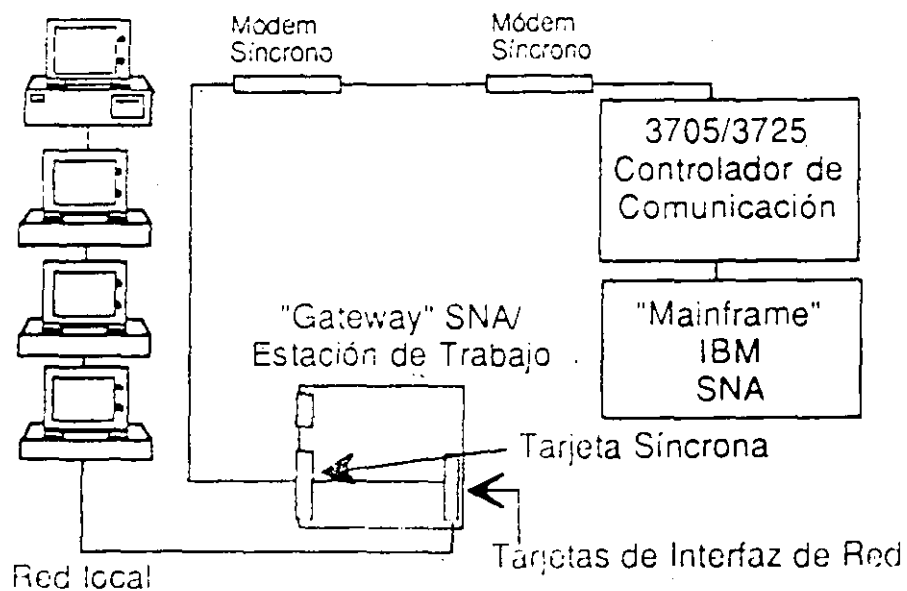 Módem
Síncrono
Módem
Síncrono
3705/3725
Controlador de
Comunicación
"Gateway" SNA/
Estación de Trabajo
"Mainframe"
IBM
SNA
Tarjeta Síncrona
Tarjetas de Interfaz de Red
Red local